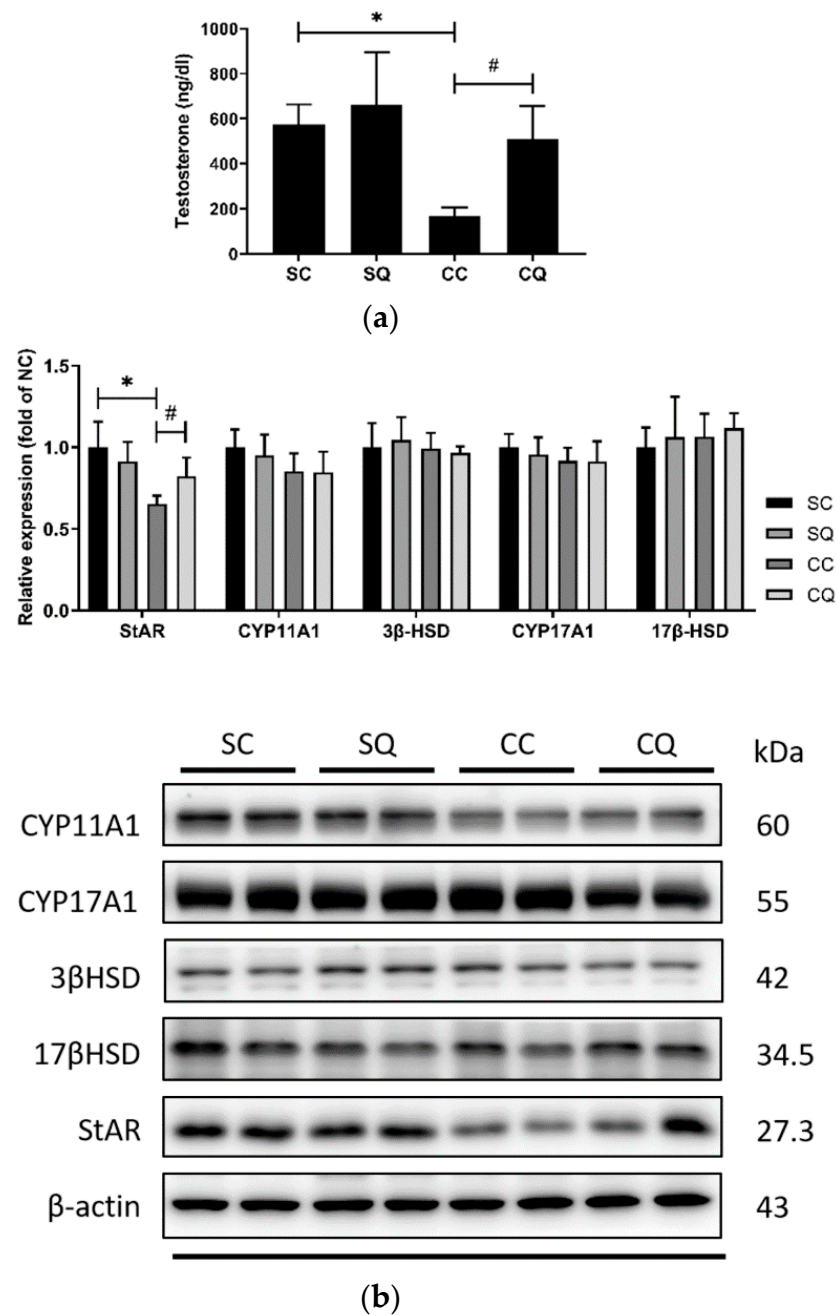 *
#
1000
800
600
400
200
0
Testosterone (ng/dl)
SC SQ CC CQ
(a)
Relative expression (fold of NC)
1.5
1.0
0.5
0.0
*
#
StAR CYP11A1 3β-HSD CYP17A1 17β-HSD
SC
SQ
CC
CQ
SC SQ CC CQ kDa
CYP11A1 60
CYP17A1 55
3βHSD 42
17βHSD 34.5
StAR 27.3
β-actin 43
(b)